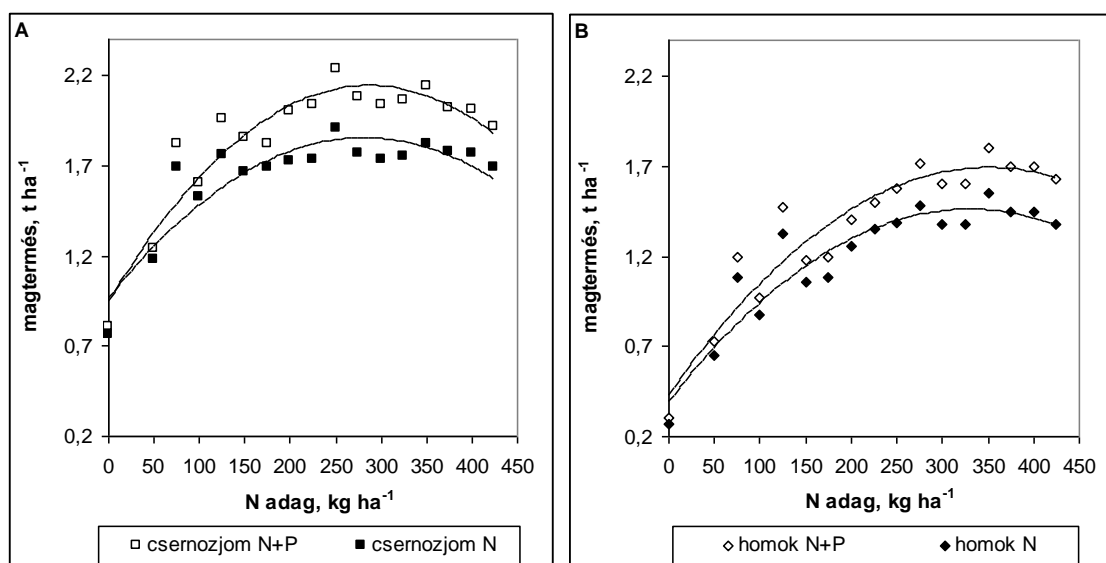 A
magtermés, t ha-1
2,2
1,7
1,2
0,7
0,2
0 50 100 150 200 250 300 350 400 450
N adag, kg ha-1
csernozjom N+P csernozjom N
B
magtermés, t ha-1
2,2
1,7
1,2
0,7
0,2
0 50 100 150 200 250 300 350 400 450
N adag, kg ha-1
homok N+P homok N